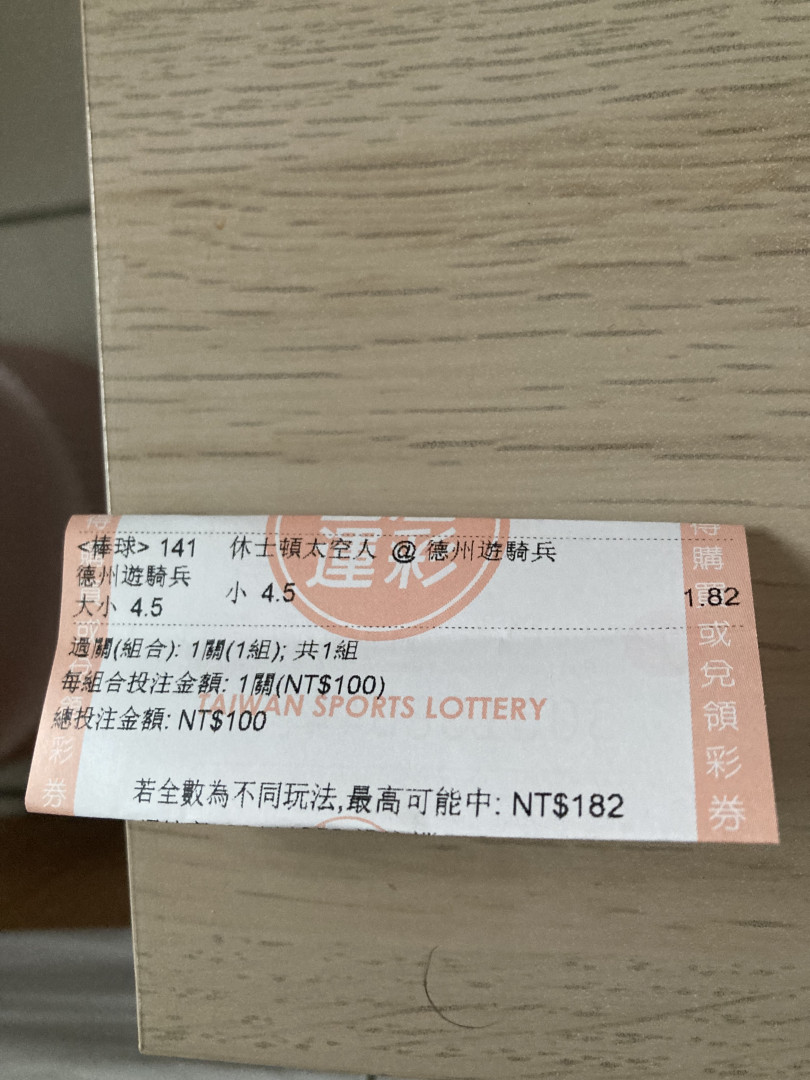 運彩
<棒球> 141 休士頓太空人 @ 德州遊騎兵
德州遊騎兵
大小 4.5 小 4.5 1.82
過關(組合): 1關(1組); 共1組
每組合投注金額: 1關(NT$100)
TAIWAN SPORTS LOTTERY
總投注金額: NT$100
若全數為不同玩法,最高可能中: NT$182
購
或兌領彩券
彩券